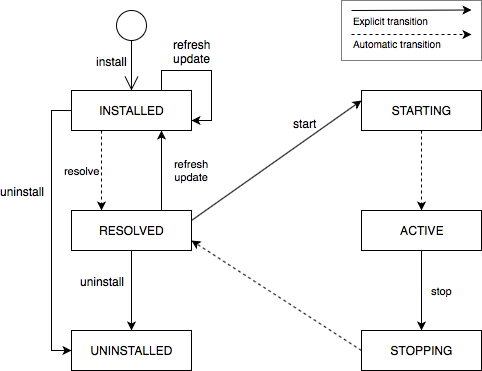 Explicit transition
Automatic transition
install
refresh
update
INSTALLED
STARTING
start
resolve
refresh
update
uninstall
RESOLVED
ACTIVE
uninstall
stop
UNINSTALLED
STOPPING